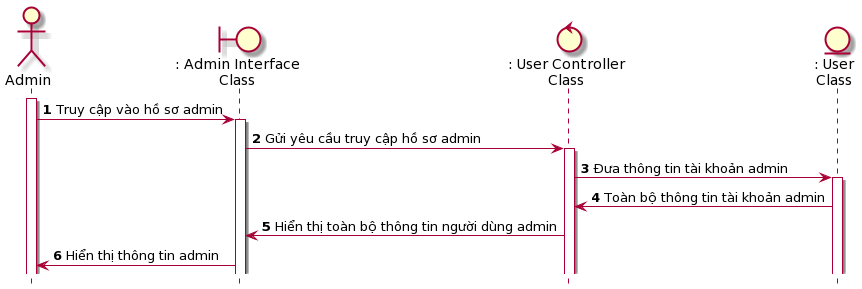 Admin
: Admin Interface
Class
: User Controller
Class
: User
Class
1 Truy cập vào hồ sơ admin
2 Gửi yêu cầu truy cập hồ sơ admin
3 Đưa thông tin tài khoản admin
4 Toàn bộ thông tin tài khoản admin
5 Hiển thị toàn bộ thông tin người dùng admin
6 Hiển thị thông tin admin